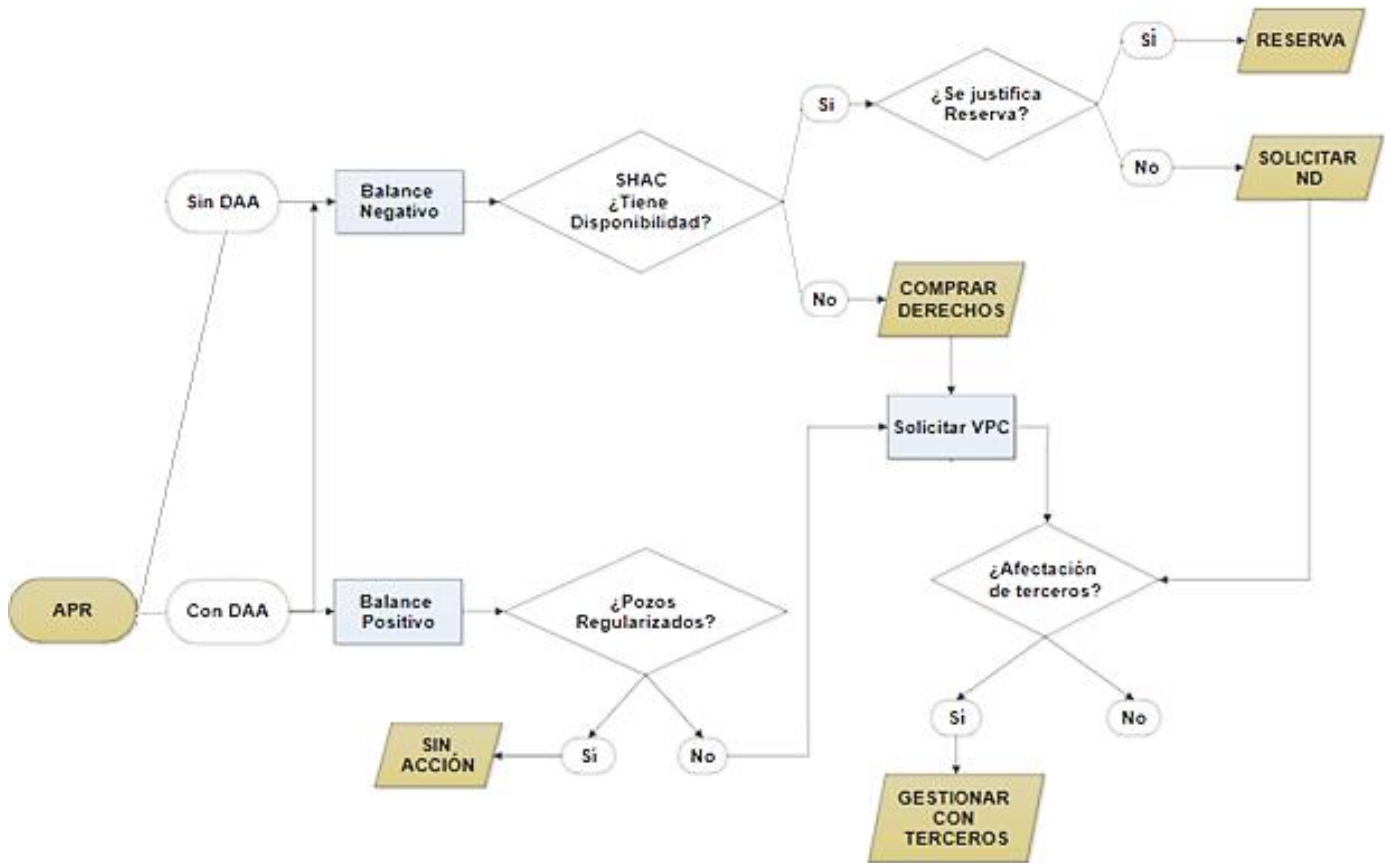 SÍ
RESERVA
¿Se justifica
Reserva?
Si
No
SOLICITAR
ND
Sin DAA
Balance
Negativo
SHAC
¿Tiene
Disponibilidad?
No
COMPRAR
DERECHOS
Solicitar VPC
¿Afectación
de terceros?
APR
Con DAA
Balance
Positivo
¿Pozos
Regularizados?
SIN
ACCIÓN
Sí
No
Si
No
GESTIONAR
CON
TERCEROS